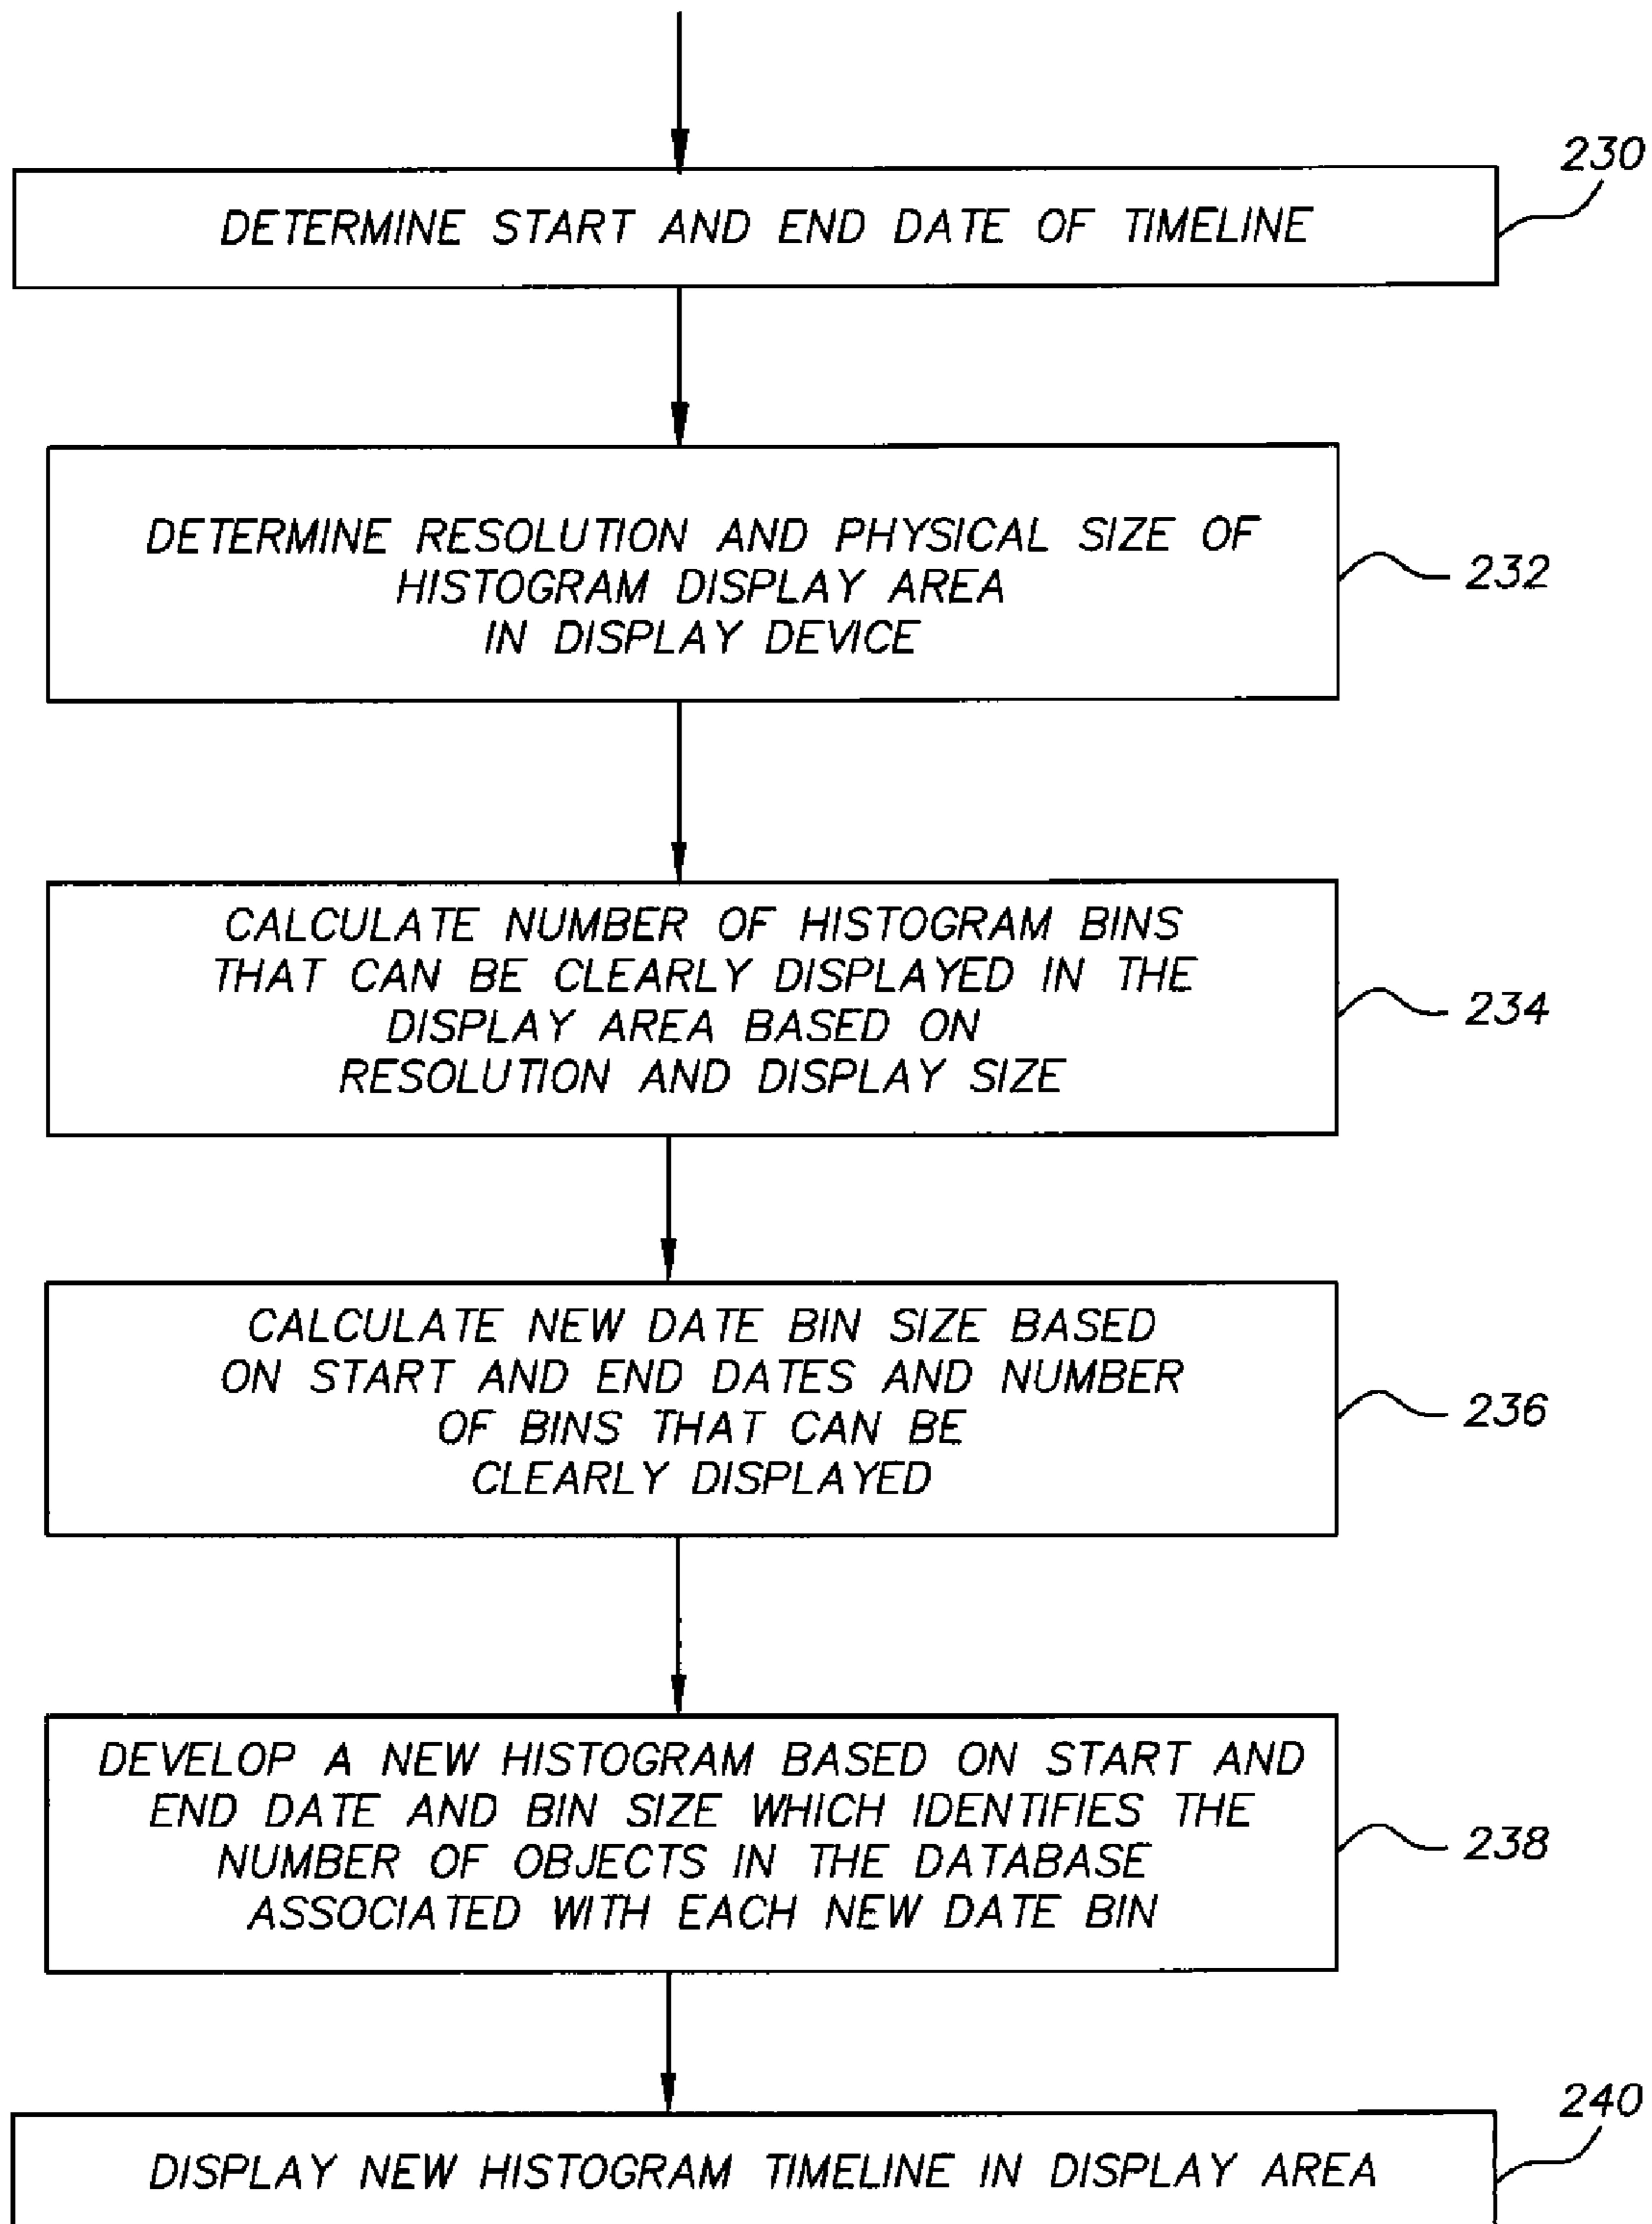 230
DETERMINE START AND END DATE OF TIMELINE
DETERMINE RESOLUTION AND PHYSICAL SIZE OF
HISTOGRAM DISPLAY AREA
IN DISPLAY DEVICE
232
CALCULATE NUMBER OF HISTOGRAM BINS
THAT CAN BE CLEARLY DISPLAYED IN THE
DISPLAY AREA BASED ON
RESOLUTION AND DISPLAY SIZE
234
CALCULATE NEW DATE BIN SIZE BASED
ON START AND END DATES AND NUMBER
OF BINS THAT CAN BE
CLEARLY DISPLAYED
236
DEVELOP A NEW HISTOGRAM BASED ON START AND
END DATE AND BIN SIZE WHICH IDENTIFIES THE
NUMBER OF OBJECTS IN THE DATABASE
ASSOCIATED WITH EACH NEW DATE BIN
238
240
DISPLAY NEW HISTOGRAM TIMELINE IN DISPLAY AREA